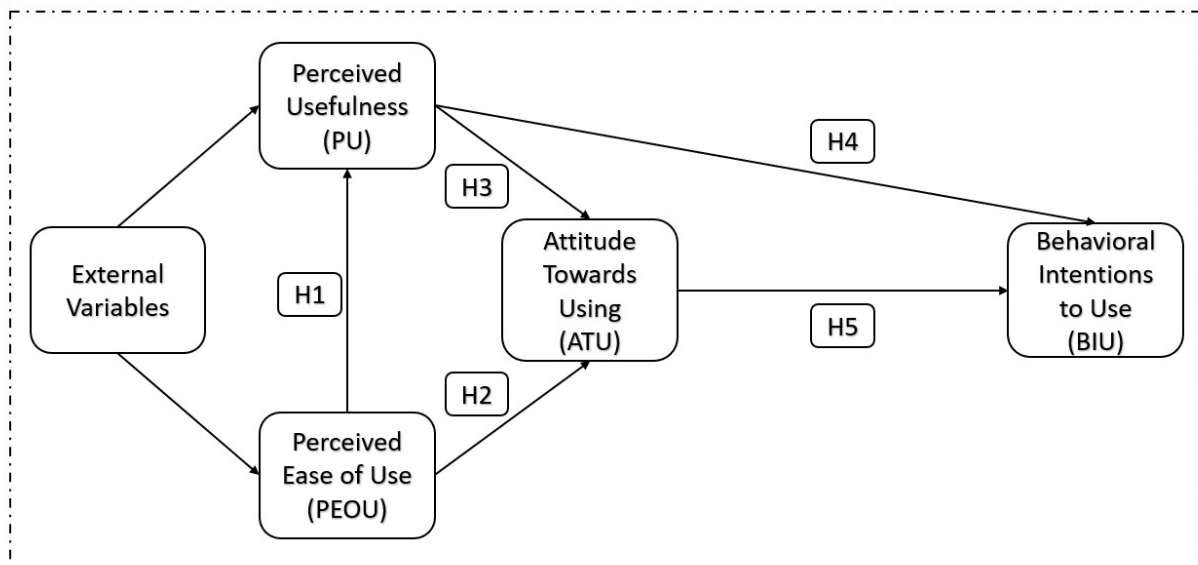 Perceived
Usefulness
(PU)
H4
H3
External
Variables
H1
Attitude
Towards
Using
(ATU)
Behavioral
Intentions
to Use
(BIU)
H5
H2
Perceived
Ease of Use
(PEOU)